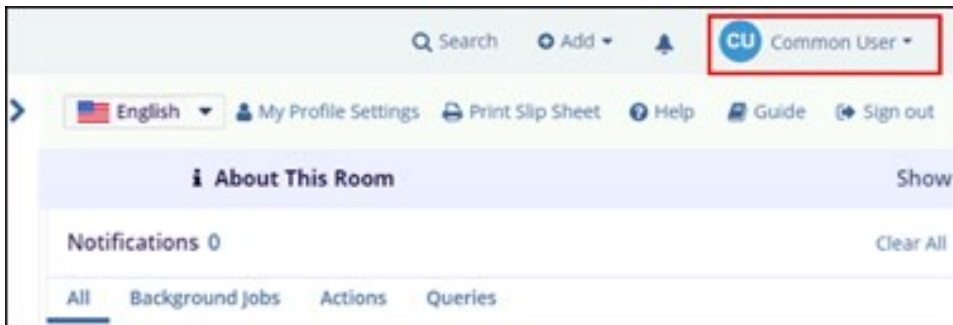 Search Add CU Common User
English My Profile Settings Print Slip Sheet Help Guide Sign out
About This Room Show
Notifications 0 Clear All
All Background Jobs Actions Queries